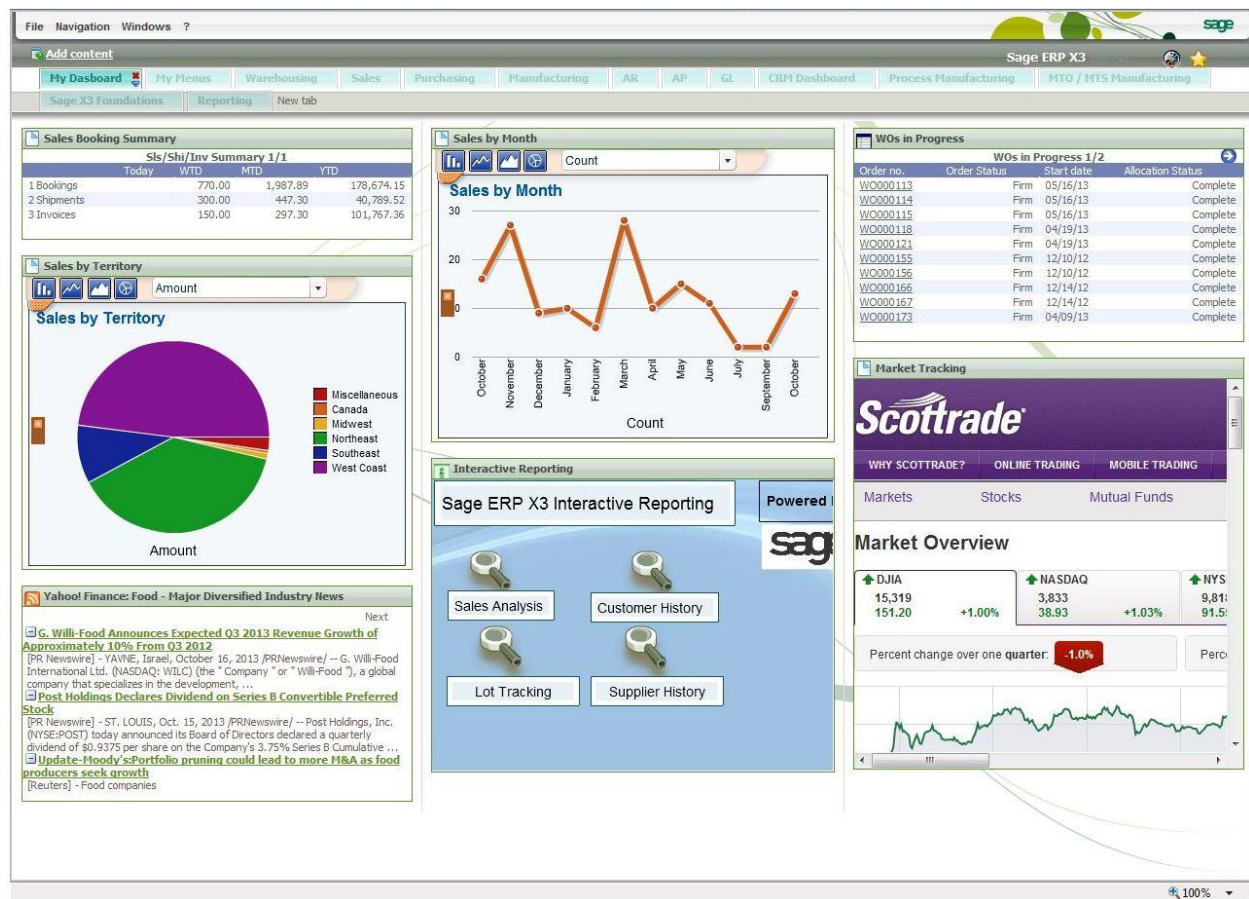 File Navigation Windows ?
sage
Add content
Sage ERP X3
My Dasboard My Menus Warehousing Sales Purchasing Manufacturing AR AP GL CRM Dashboard Process Manufacturing MTO / MTS Manufacturing
Sage X3 Foundations Reporting New tab
Sales Booking Summary
Sls/Shi/Inv Summary 1/1
Today WTD MTD YTD
1 Bookings 770.00 1,987.89 178,674.15
2 Shipments 300.00 447.30 40,789.52
3 Invoices 150.00 297.30 101,767.36
Sales by Territory
Amount
Sales by Territory
Miscellaneous
Canada
Midwest
Northeast
Southeast
West Coast
Amount
Yahoo! Finance: Food - Major Diversified Industry News
Next
G. Willi-Food Announces Expected Q3 2013 Revenue Growth of
Approximately 10% From Q3 2012
[PR Newswire] - YAVNE, Israel, October 16, 2013 /PRNewswire/ -- G. Willi-Food
International Ltd. (NASDAQ: WILC) (the " Company " or " Willi-Food "), a global
company that specializes in the development, ...
Post Holdings Declares Dividend on Series B Convertible Preferred
Stock
[PR Newswire] - ST. LOUIS, Oct. 15, 2013 /PRNewswire/ -- Post Holdings, Inc.
(NYSE:POST) today announced its Board of Directors declared a quarterly
dividend of $0.9375 per share on the Company's 3.75% Series B Cumulative ...
Update-Moody's:Portfolio pruning could lead to more M&A as food
producers seek growth
[Reuters] - Food companies
Sales by Month
Count
Sales by Month
30
20
0
0
October
November
December
January
February
March
April
May
June
July
September
October
Count
Interactive Reporting
Sage ERP X3 Interactive Reporting
Powered
sage
Sales Analysis
Customer History
Lot Tracking
Supplier History
WOs in Progress
WOs in Progress 1/2
Order no. Order Status Start date Allocation Status
WO000113 Firm 05/16/13 Complete
WO000114 Firm 05/16/13 Complete
WO000115 Firm 05/16/13 Complete
WO000118 Firm 04/19/13 Complete
WO000121 Firm 04/19/13 Complete
WO000155 Firm 12/10/12 Complete
WO000156 Firm 12/10/12 Complete
WO000166 Firm 12/14/12 Complete
WO000167 Firm 12/14/12 Complete
WO000173 Firm 04/09/13 Complete
Market Tracking
Scottrade
WHY SCOTTRADE? ONLINE TRADING MOBILE TRADING
Markets Stocks Mutual Funds
Market Overview
DJIA NASDAQ NYS
15,319 3,833 9,81
151.20 +1.00% 38.93 +1.03% 91.5
Percent change over one quarter: -1.0% Perc
100%